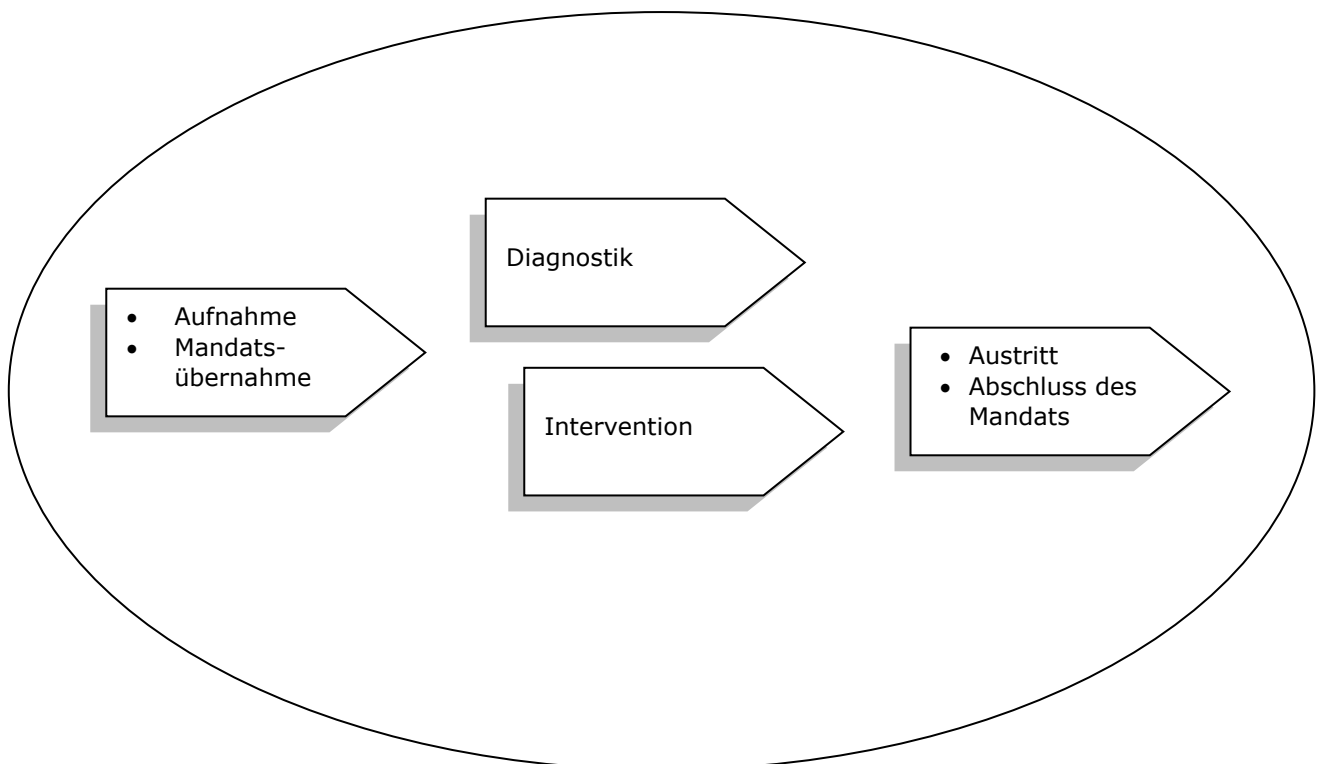 • Aufnahme
• Mandats-
übernahme
Diagnostik
Intervention
• Austritt
• Abschluss des
Mandats